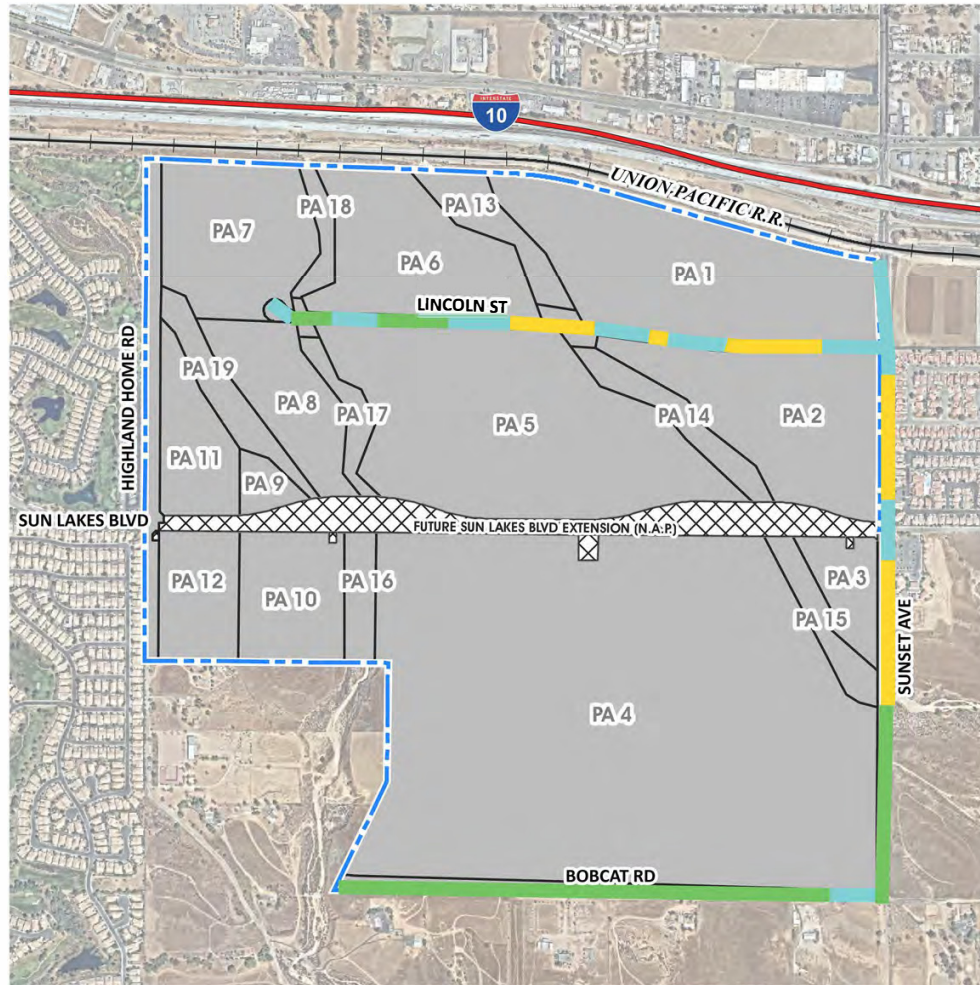 INTERSTATE
10
UNION PACIFIC R.R.
PA 18
PA 13
PA 7
PA 6
PA 1
LINCOLN ST
HIGHLAND HOME RD
PA 19
PA 8
PA 17
PA 5
PA 14
PA 2
PA 11
PA 9
SUN LAKES BLVD
FUTURE SUN LAKES BLVD EXTENSION (N.A.P.)
PA 12
PA 10
PA 16
PA 3
PA 15
SUNSET AVE
PA 4
BOBCAT RD